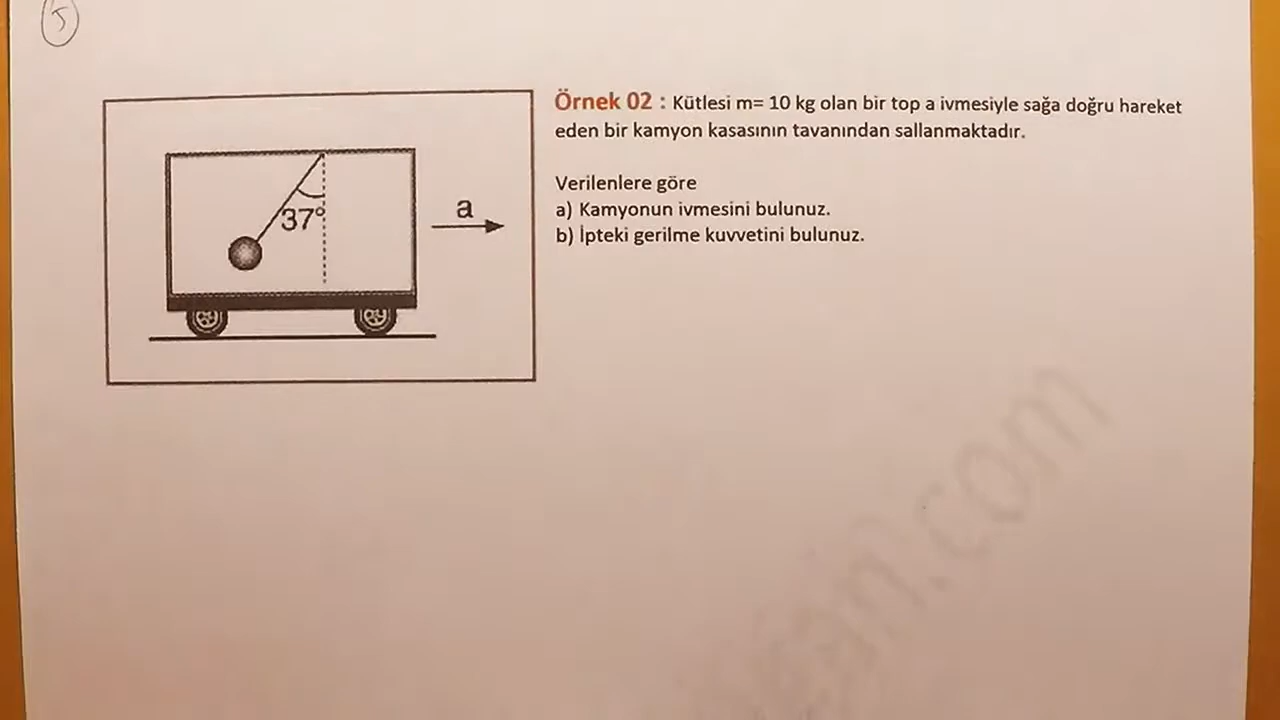 5
Örnek 02 : Kütlesi m= 10 kg olan bir top a ivmesiyle sağa doğru hareket
eden bir kamyon kasasının tavanından sallanmaktadır.
Verilenlere göre
a) Kamyonun ivmesini bulunuz.
b) İpteki gerilme kuvvetini bulunuz.
37°
a
.com